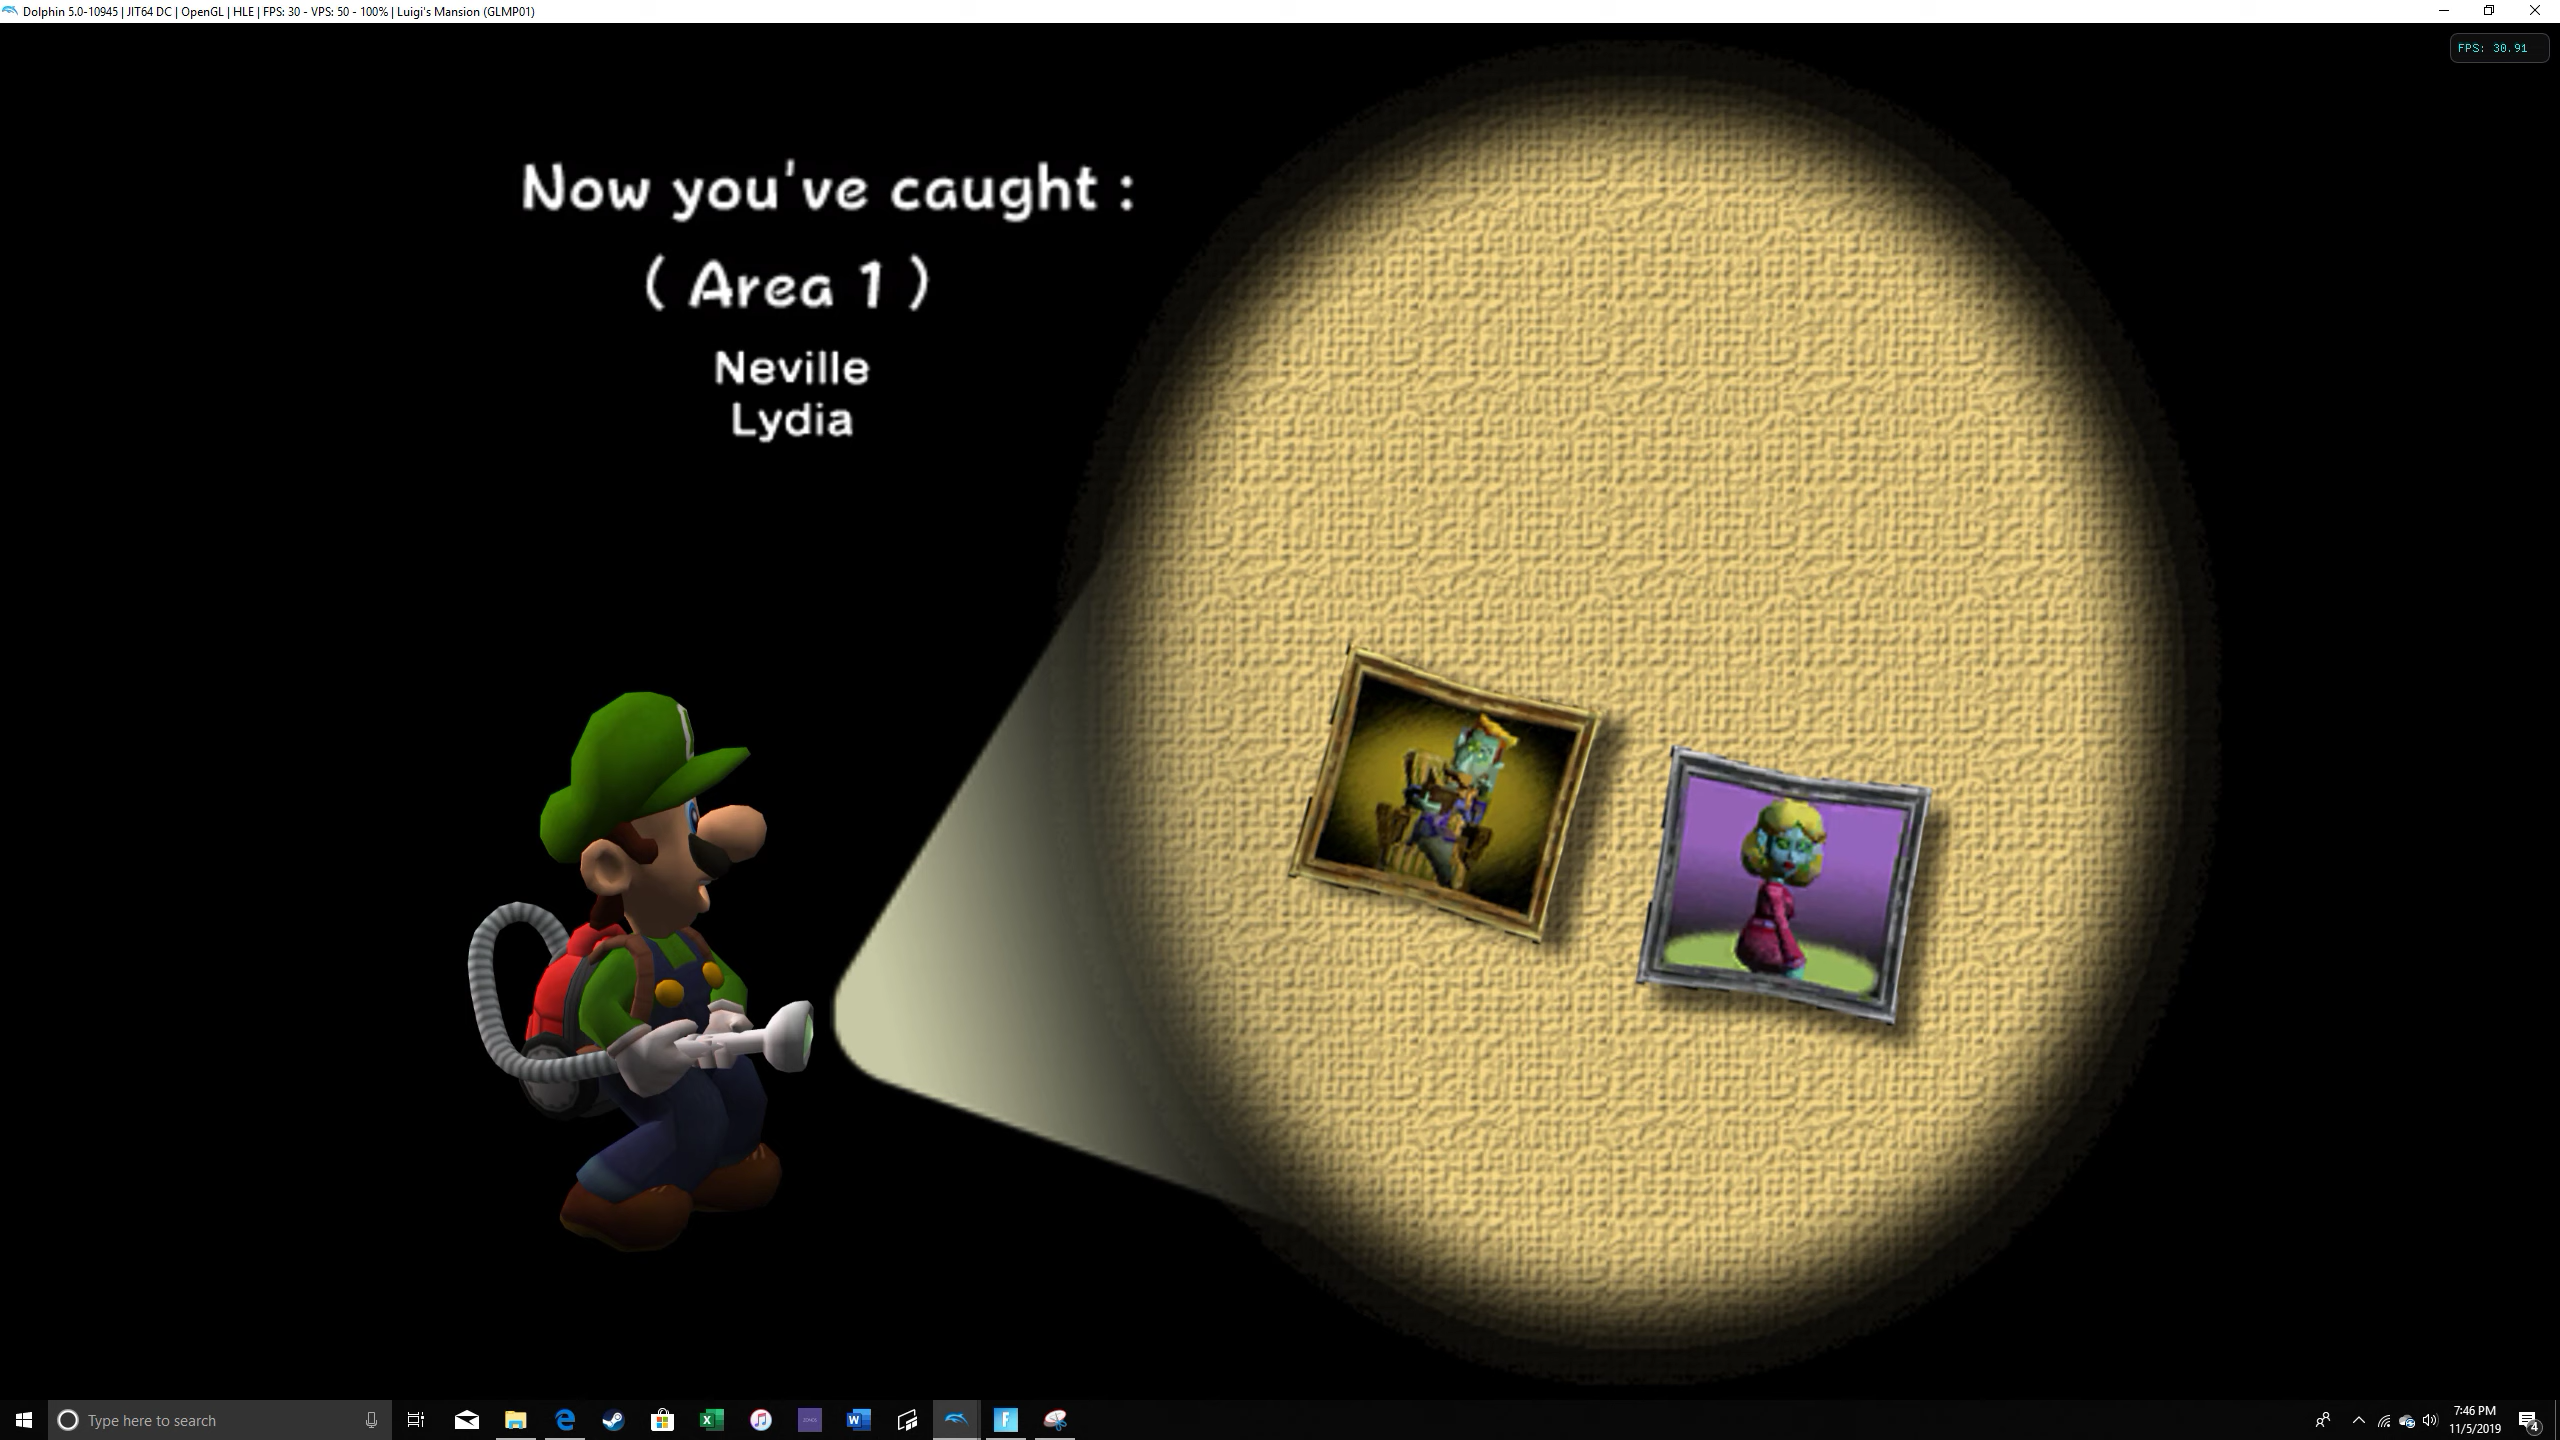 Dolphin 5.0-10945 | JIT64 DC | OpenGL | HLE | FPS: 30 - VPS: 50 - 100% | Luigi's Mansion (GLMP01)
FPS: 30.91
Now you've caught :
( Area 1 )
Neville
Lydia
Type here to search
7:46 PM
11/5/2019
4